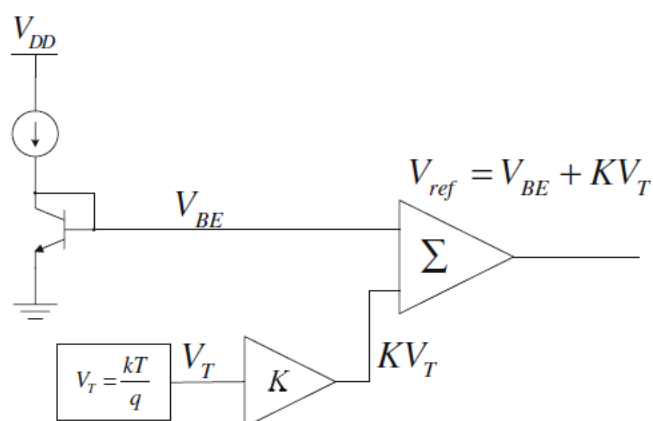 V_DD
V_ref = V_BE + KV_T
V_BE
Σ
V_T = kT/q
V_T
K
KV_T